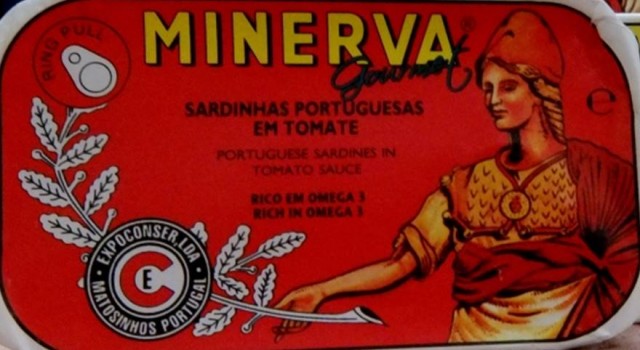 RING PULL
MINERVA®
Gourmet
SARDINHAS PORTUGUESAS
EM TOMATE
PORTUGUESE SARDINES IN
TOMATO SAUCE
RICO EM OMEGA 3
RICH IN OMEGA 3
e
EXPOCONSER, LDA
CE
MATOSINHOS PORTUGAL